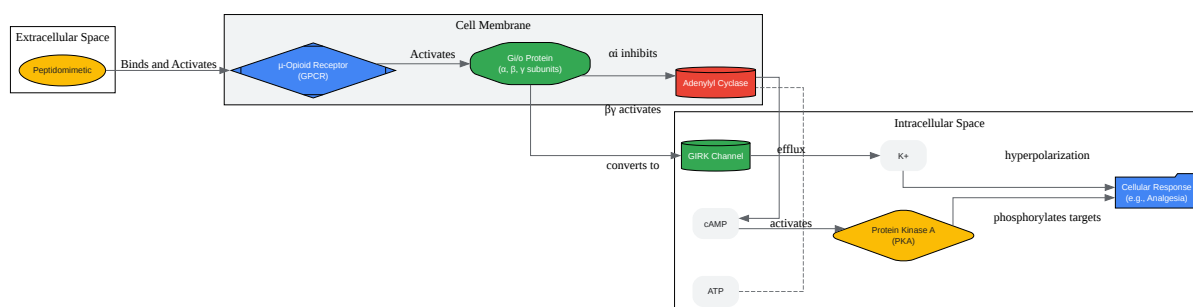 Extracellular Space
Peptidomimetic
Binds and Activates
Cell Membrane
μ-Opioid Receptor
(GPCR)
Activates
Gi/o Protein
(α, β, γ subunits)
αi inhibits
Adenylyl Cyclase
βγ activates
converts to
Intracellular Space
GIRK Channel
efflux
K+
hyperpolarization
Cellular Response
(e.g., Analgesia)
cAMP
activates
Protein Kinase A
(PKA)
phosphorylates targets
ATP